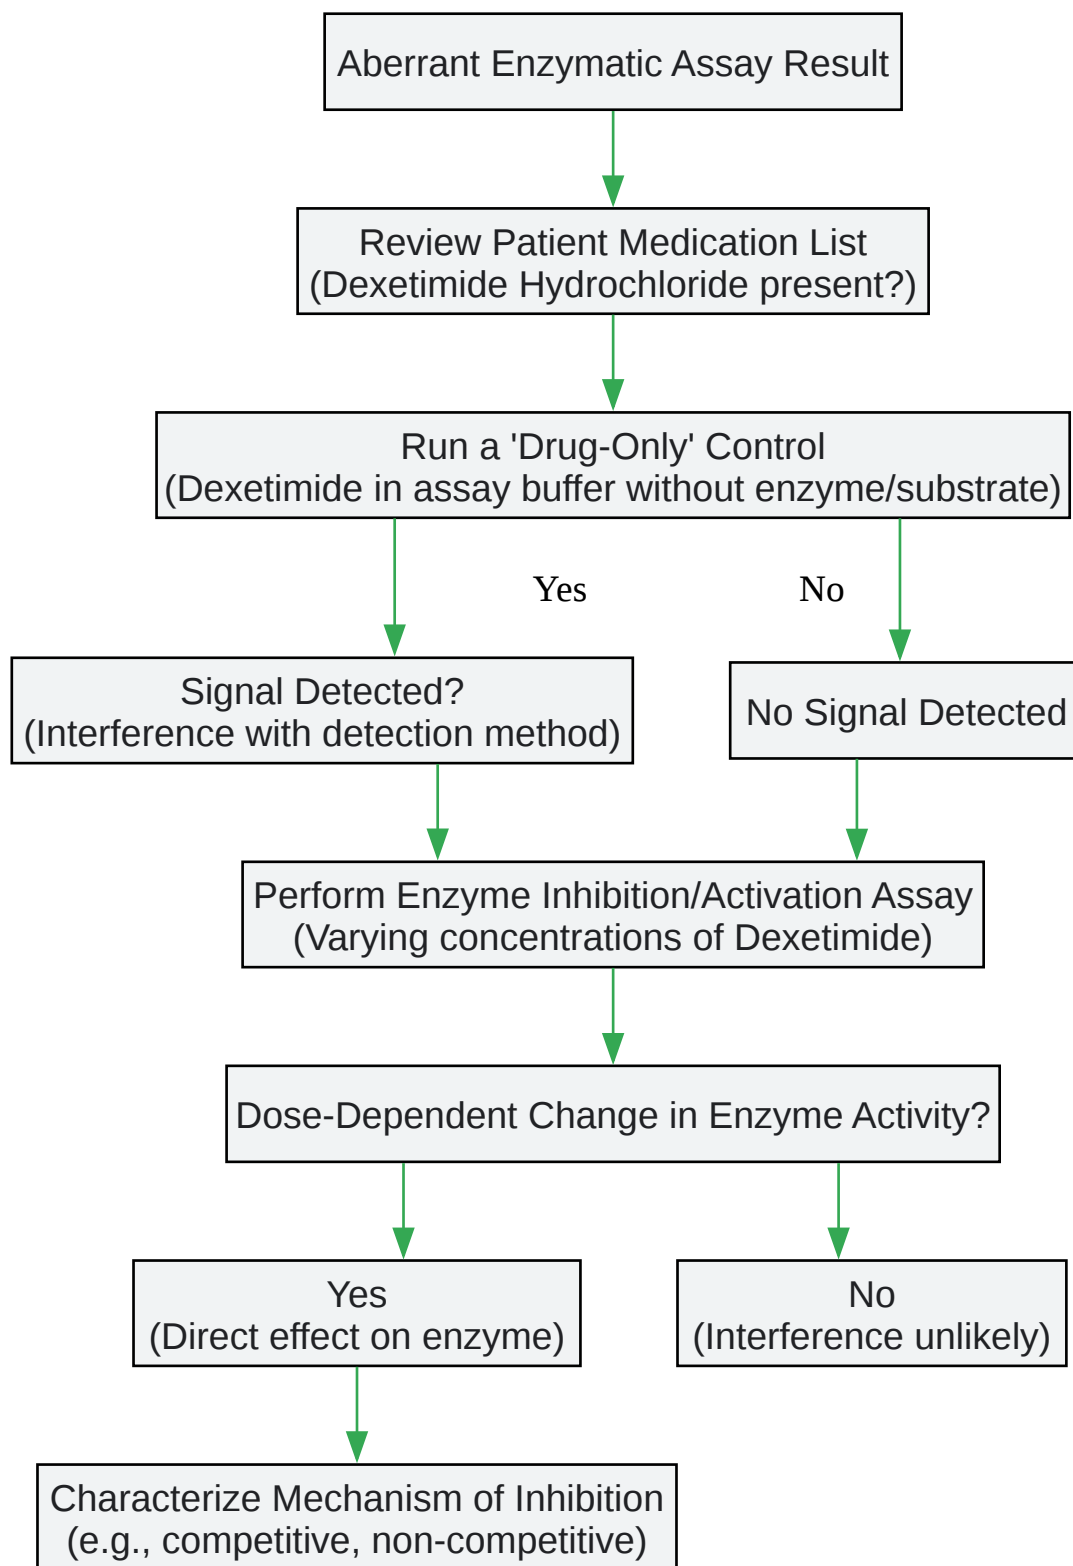 Aberrant Enzymatic Assay Result
Review Patient Medication List
(Dexetimide Hydrochloride present?)
Run a 'Drug-Only' Control
(Dexetimide in assay buffer without enzyme/substrate)
Yes
No
Signal Detected?
(Interference with detection method)
No Signal Detected
Perform Enzyme Inhibition/Activation Assay
(Varying concentrations of Dexetimide)
Dose-Dependent Change in Enzyme Activity?
Yes
(Direct effect on enzyme)
No
(Interference unlikely)
Characterize Mechanism of Inhibition
(e.g., competitive, non-competitive)